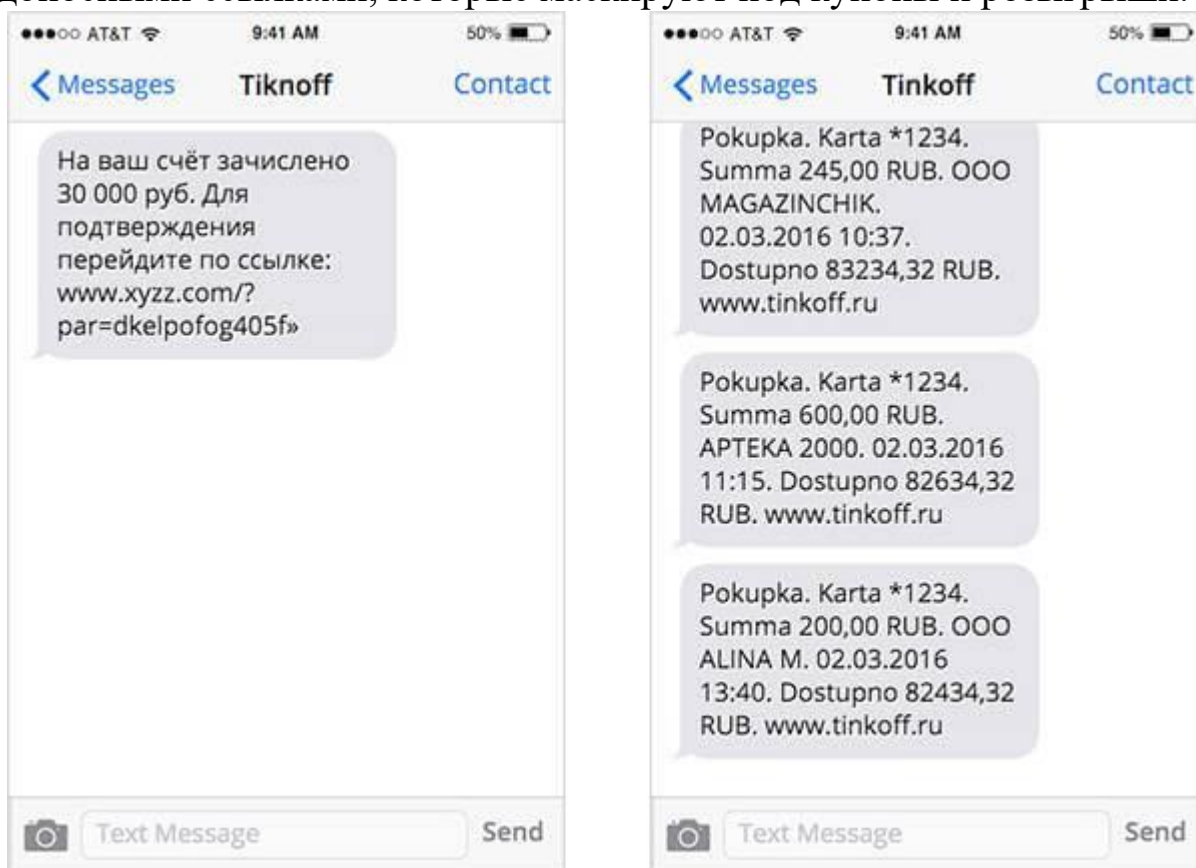 которые маскируют под купоны и розыгрыши.
AT&T 9:41 AM 50%
Messages Tiknoff Contact
На ваш счёт зачислено
30 000 руб. Для
подтверждения
перейдите по ссылке:
www.xyzz.com/?
par=dkelpofog405f»
Text Message Send
AT&T 9:41 AM 50%
Messages Tinkoff Contact
Pokupka. Karta *1234.
Summa 245,00 RUB. OOO
MAGAZINCHIK.
02.03.2016 10:37.
Dostupno 83234,32 RUB.
www.tinkoff.ru
Pokupka. Karta *1234.
Summa 600,00 RUB.
APTEKA 2000. 02.03.2016
11:15. Dostupno 82634,32
RUB. www.tinkoff.ru
Pokupka. Karta *1234.
Summa 200,00 RUB. OOO
ALINA M. 02.03.2016
13:40. Dostupno 82434,32
RUB. www.tinkoff.ru
Text Message Send